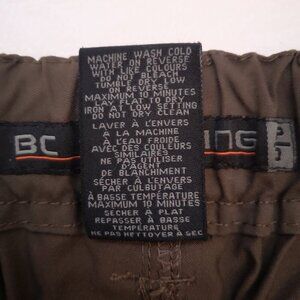 MACHINE WASH COLD
WATER ON REVERSE
WITH LIKE COLOURS
DO NOT BLEACH
TUMBLE DRY LOW
ON REVERSE
MAXIMUM 10 MINUTES
LAY FLAT TO DRY
IRON AT LOW SETTING
DO NOT DRY CLEAN
LAVER À L'ENVERS
À LA MACHINE
À L'EAU FROIDE
AVEC DES COULEURS
SIMILAIRES
NE PAS UTILISER
D'AGENT
DE BLANCHIMENT
SÉCHER À L'ENVERS
PAR CULBUTAGE
À BASSE TEMPÉRATURE
MAXIMUM 10 MINUTES
SECHER A PLAT
REPASSER À BASSE
TEMPÉRATURE
NE PAS NETTOYER À SEC
BC
ING